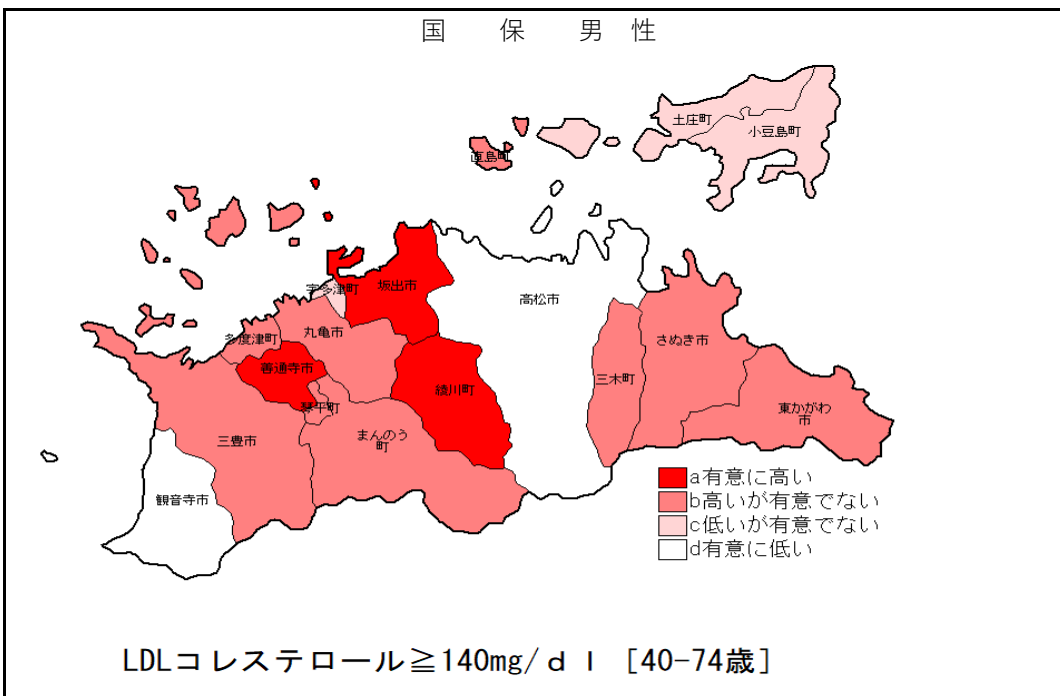 国 保 男 性
土庄町
小豆島町
直島町
宇多津町
坂出市
高松市
多度津町
丸亀市
さぬき市
善通寺市
三木町
綾川町
琴平町
東かがわ
市
三豊市
まんのう
町
観音寺市
a有意に高い
b高いが有意でない
c低いが有意でない
d有意に低い
LDLコレステロール≧140mg/ｄｌ［40-74歳］